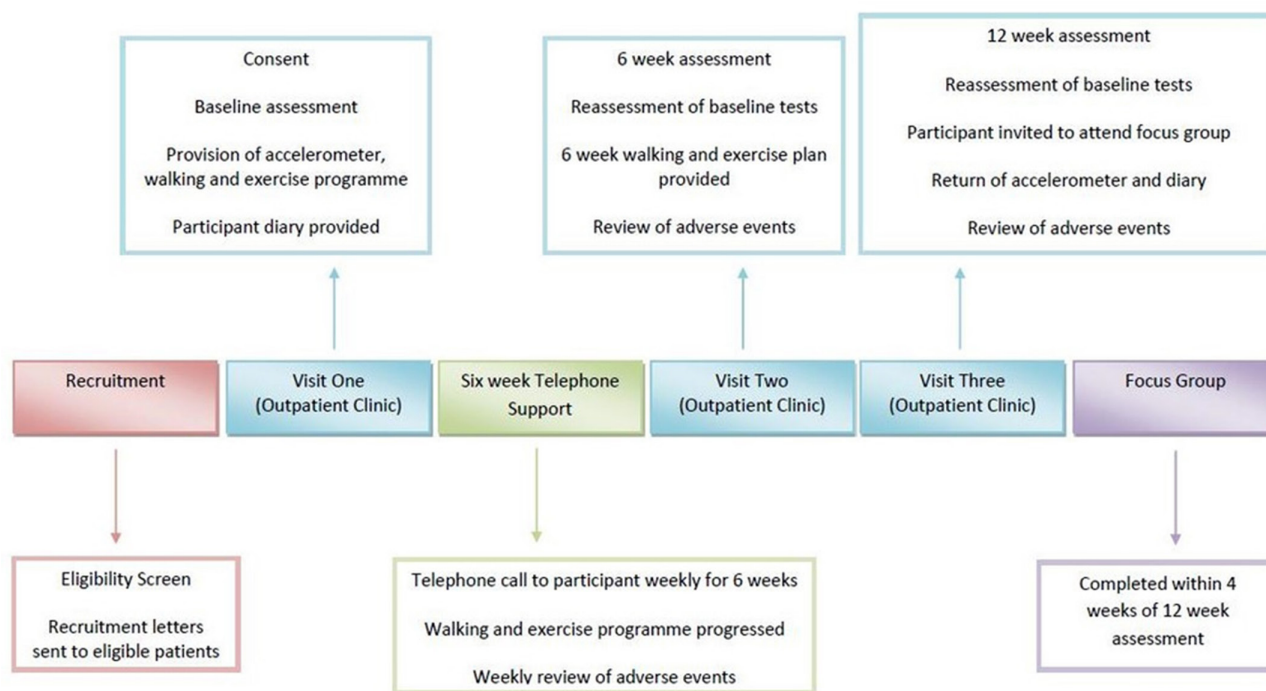 Consent
Baseline assessment
Provision of accelerometer,
walking and exercise programme
Participant diary provided
6 week assessment
Reassessment of baseline tests
6 week walking and exercise plan
provided
Review of adverse events
12 week assessment
Reassessment of baseline tests
Participant invited to attend focus group
Return of accelerometer and diary
Review of adverse events
Recruitment
Visit One
(Outpatient Clinic)
Six week Telephone
Support
Visit Two
(Outpatient Clinic)
Visit Three
(Outpatient Clinic)
Focus Group
Eligibility Screen
Recruitment letters
sent to eligible patients
Telephone call to participant weekly for 6 weeks
Walking and exercise programme progressed
Weekly review of adverse events
Completed within 4
weeks of 12 week
assessment